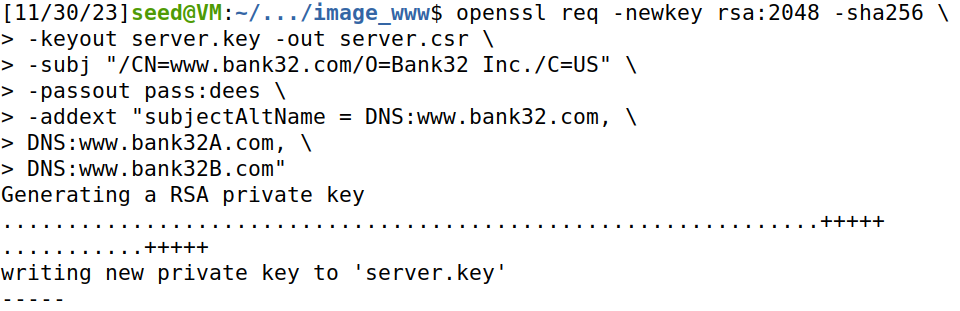 [11/30/23]seed@VM:~/.../image_www$ openssl req -newkey rsa:2048 -sha256 \
> -keyout server.key -out server.csr \
> -subj "/CN=www.bank32.com/O=Bank32 Inc./C=US" \
> -passout pass:dees \
> -addext "subjectAltName = DNS:www.bank32.com, \
> DNS:www.bank32A.com, \
> DNS:www.bank32B.com"
Generating a RSA private key
...............................................................+++++
...........+++++
writing new private key to 'server.key'
-----